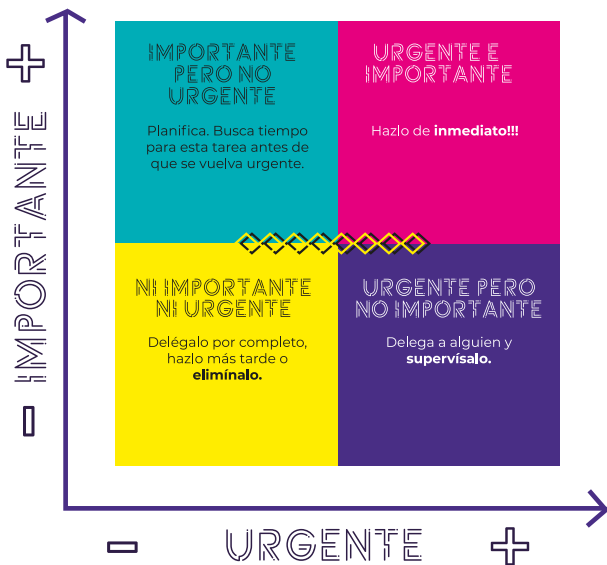 +
IMPORTANTE
-
IMPORTANTE
PERO NO
URGENTE
Planifica. Busca tiempo
para esta tarea antes de
que se vuelva urgente.
URGENTE E
IMPORTANTE
Hazlo de inmediato!!!
NI IMPORTANTE
NI URGENTE
Delégalo por completo,
hazlo más tarde o
elimínalo.
URGENTE PERO
NO IMPORTANTE
Delega a alguien y
supervísalo.
- URGENTE +